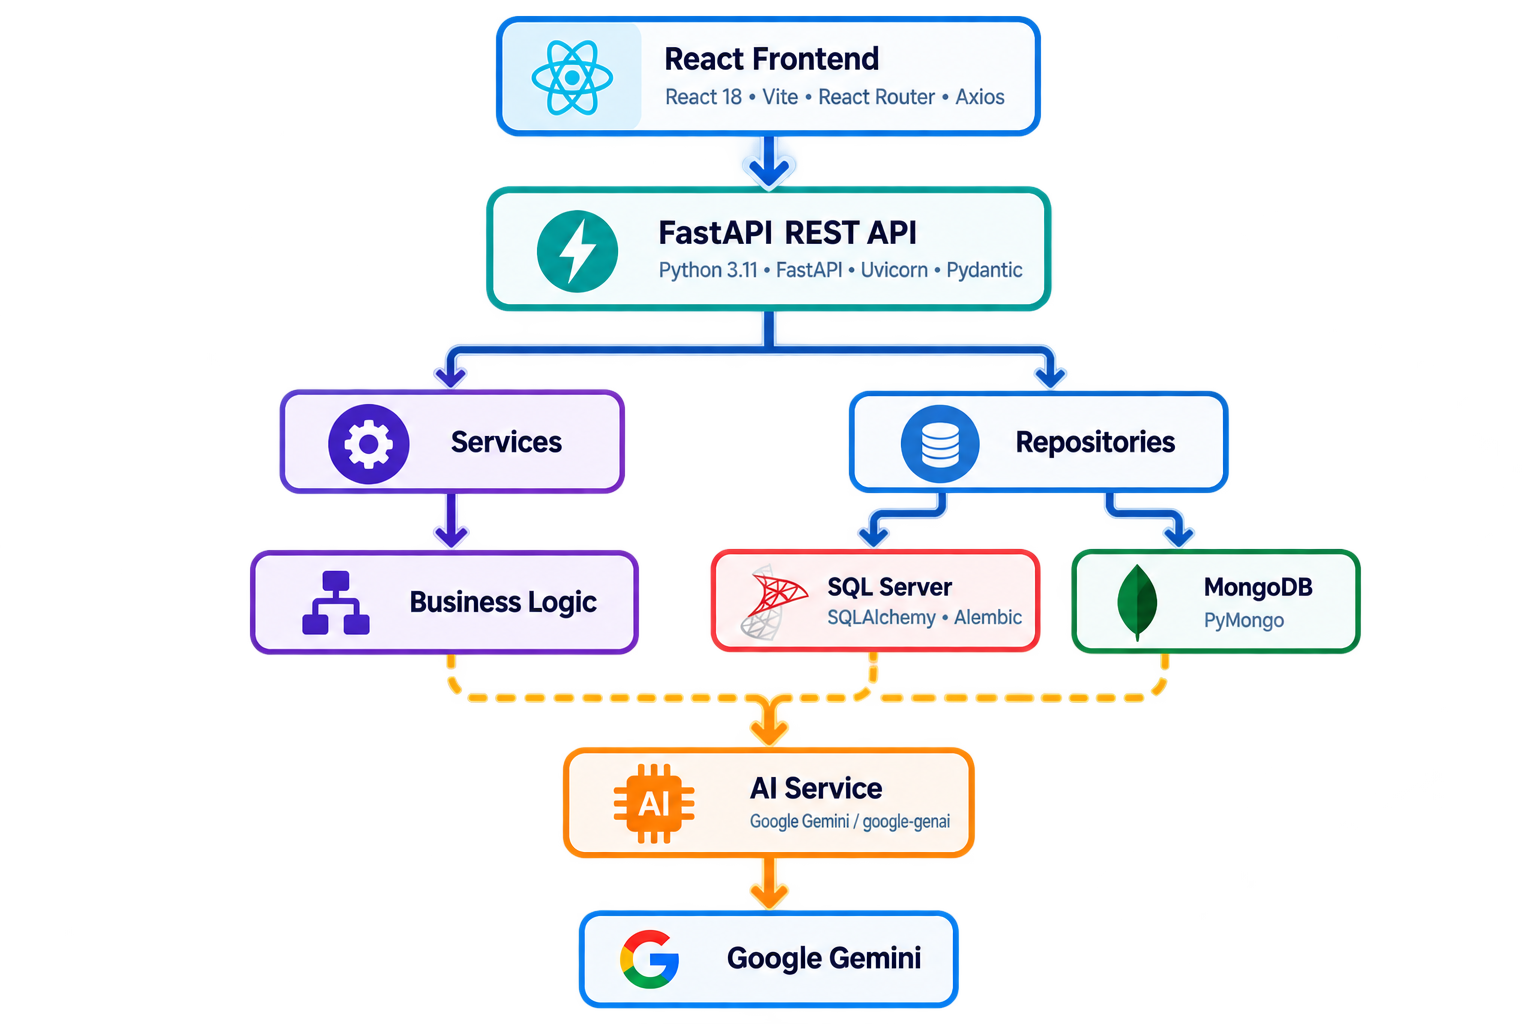 React Frontend
React 18 • Vite • React Router • Axios
FastAPI REST API
Python 3.11 • FastAPI • Uvicorn • Pydantic
Services
Repositories
Business Logic
SQL Server
SQLAlchemy • Alembic
MongoDB
PyMongo
AI
AI Service
Google Gemini / google-genai
Google Gemini